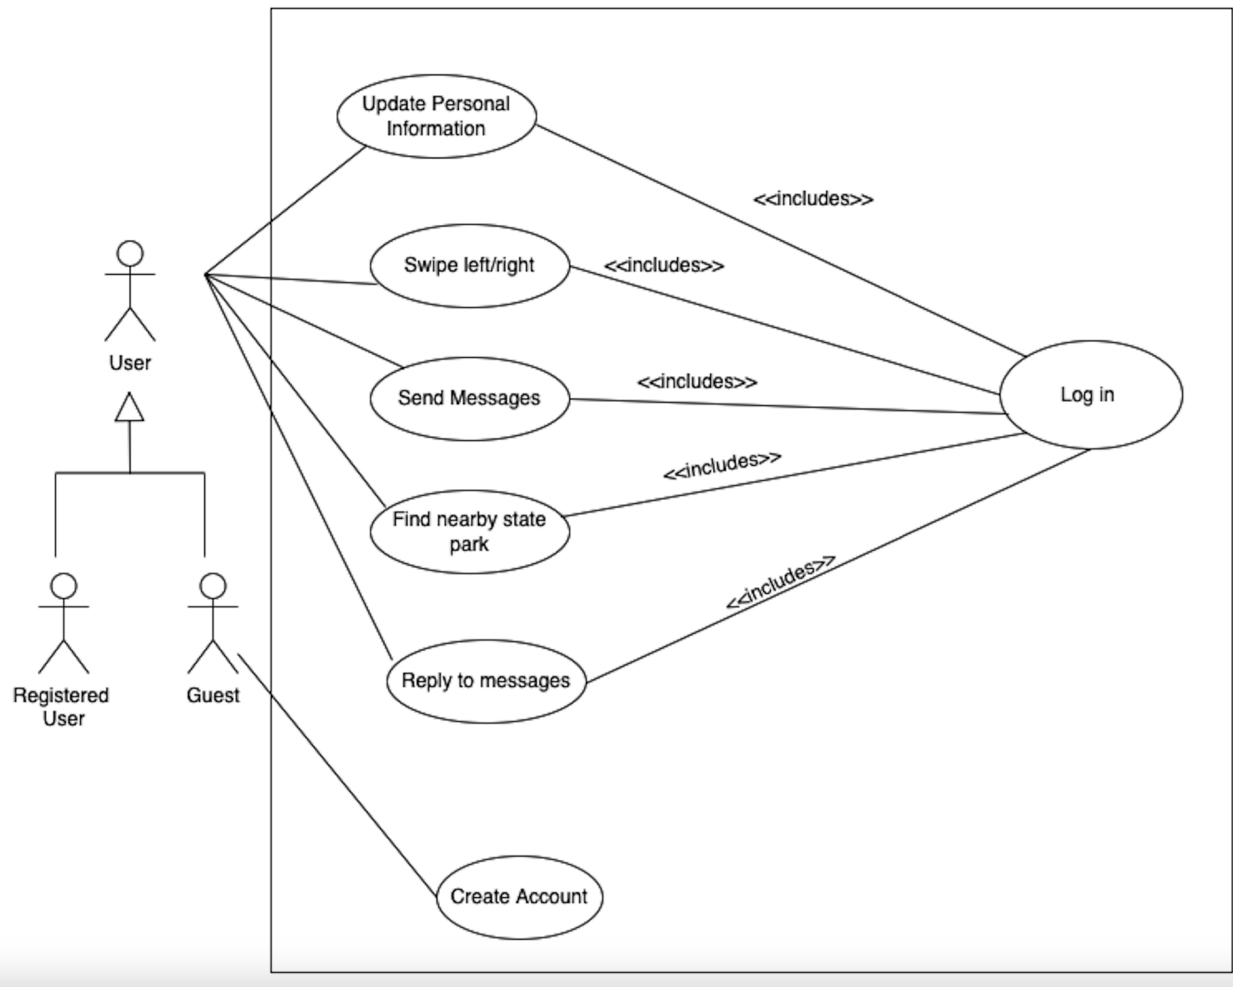 Update Personal
Information
<<includes>>
Swipe left/right
<<includes>>
User
Send Messages
<<includes>>
Log in
<<includes>>
Find nearby state
park
<<includes>>
Registered
User
Guest
Reply to messages
Create Account